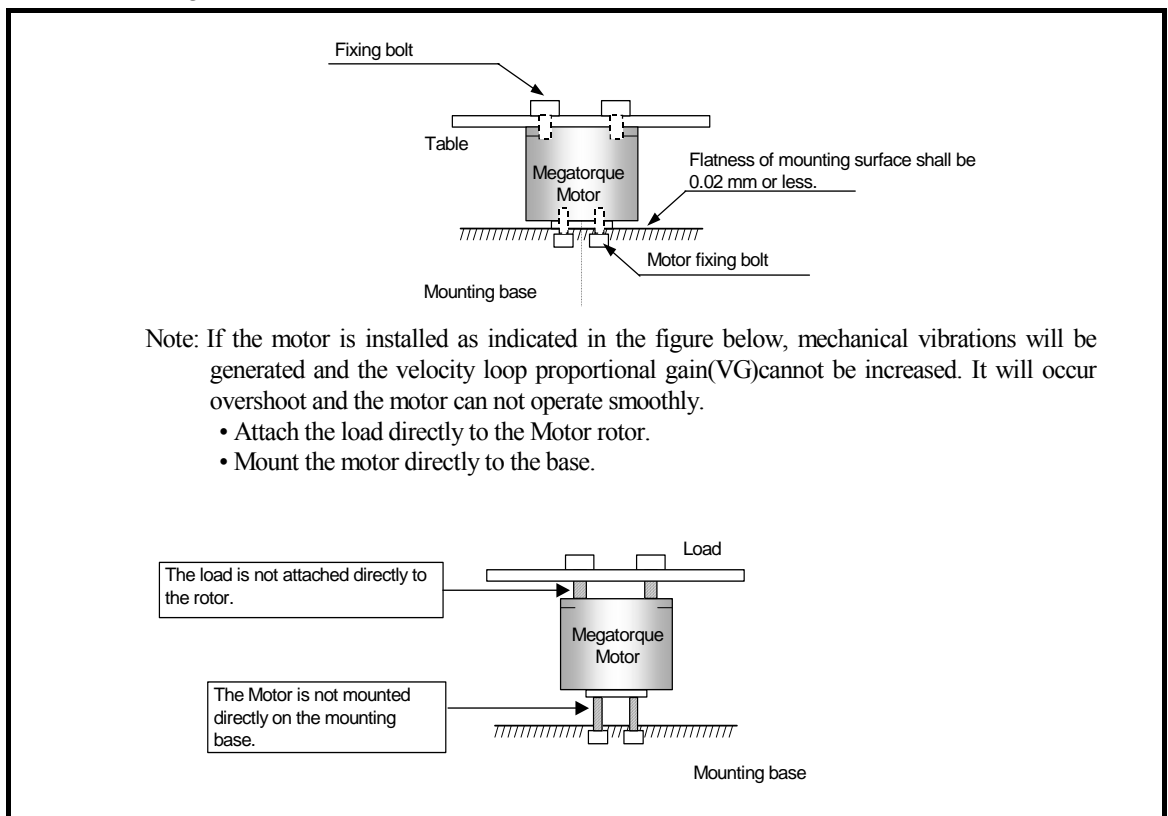 Fixing bolt
Table
Megatorque
Motor
Flatness of mounting surface shall be
0.02 mm or less.
Motor fixing bolt
Mounting base
Note: If the motor is installed as indicated in the figure below, mechanical vibrations will be
generated and the velocity loop proportional gain(VG)cannot be increased. It will occur
overshoot and the motor can not operate smoothly.
• Attach the load directly to the Motor rotor.
• Mount the motor directly to the base.
Load
The load is not attached directly to
the rotor.
Megatorque
Motor
The Motor is not mounted
directly on the mounting
base.
Mounting base